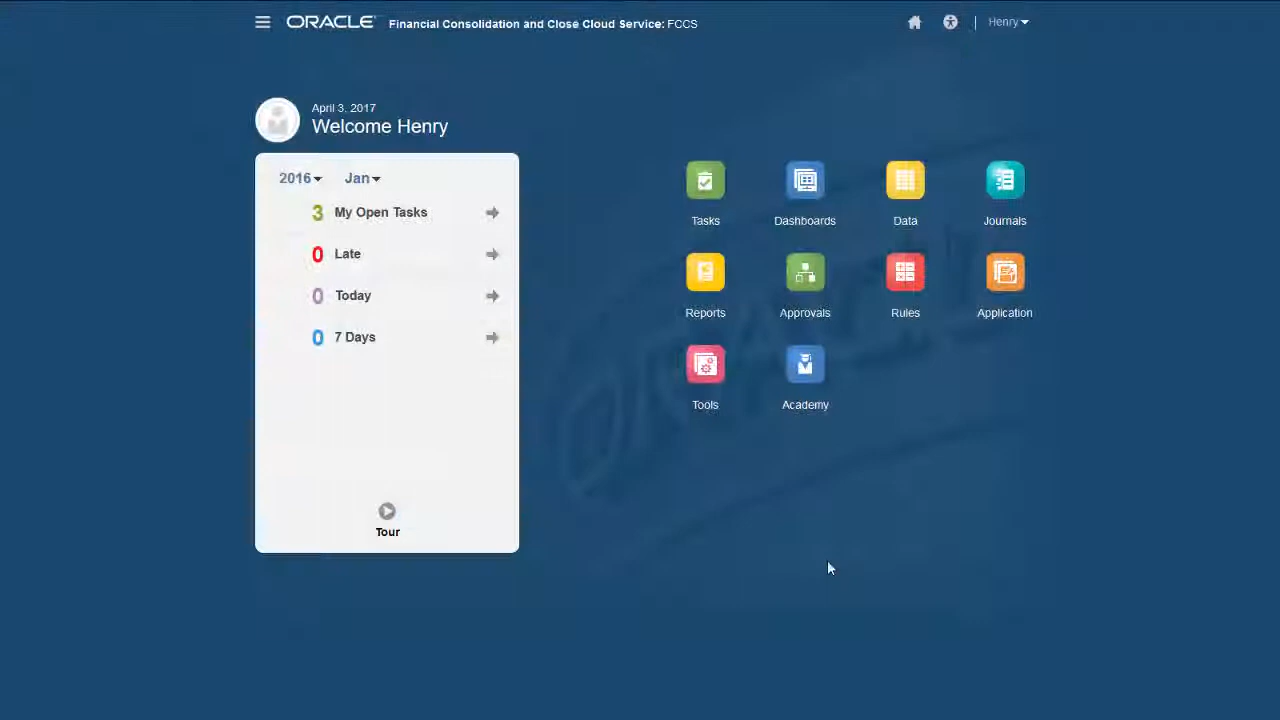 ORACLE Financial Consolidation and Close Cloud Service: FCCS
Henry
April 3, 2017
Welcome Henry
2016 Jan
3 My Open Tasks
0 Late
0 Today
0 7 Days
Tour
Tasks Dashboards Data Journals
Reports Approvals Rules Application
Tools Academy